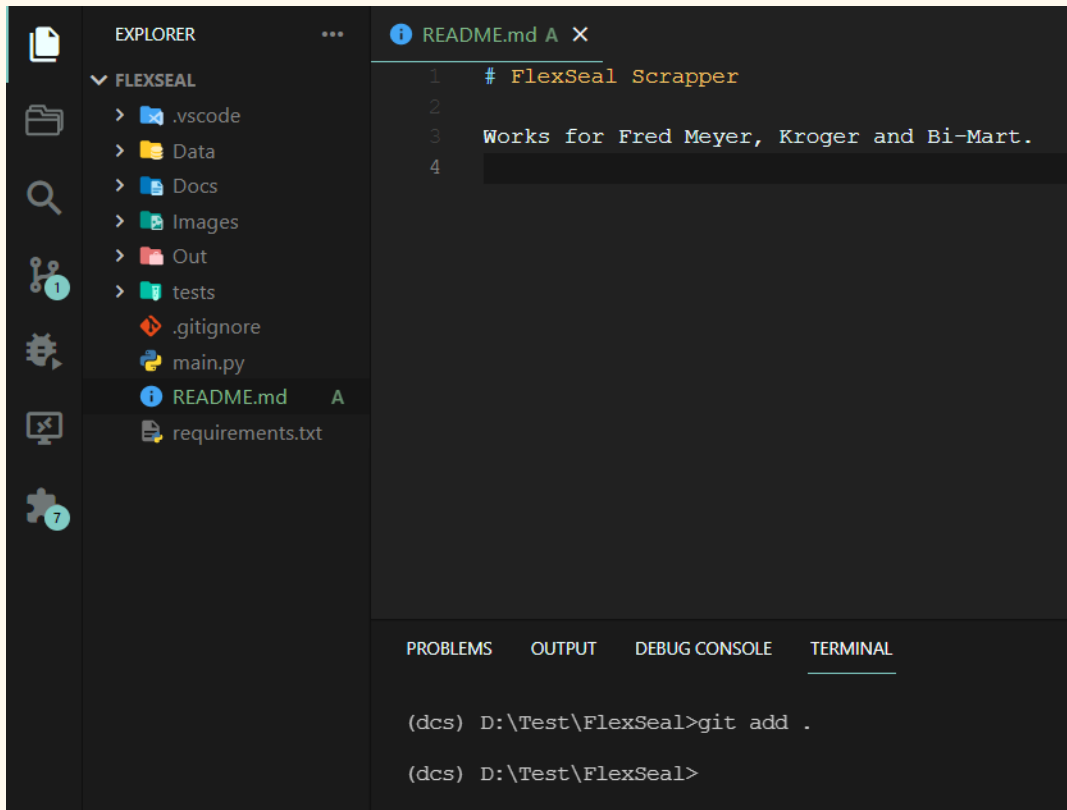 EXPLORER
FLEXSEAL
.vscode
Data
Docs
Images
Out
tests
.gitignore
main.py
README.md A
requirements.txt
1
7
README.md A
1 # FlexSeal Scrapper
2
3 Works for Fred Meyer, Kroger and Bi-Mart.
4
PROBLEMS OUTPUT DEBUG CONSOLE TERMINAL
(dcs) D:\Test\FlexSeal>git add .
(dcs) D:\Test\FlexSeal>